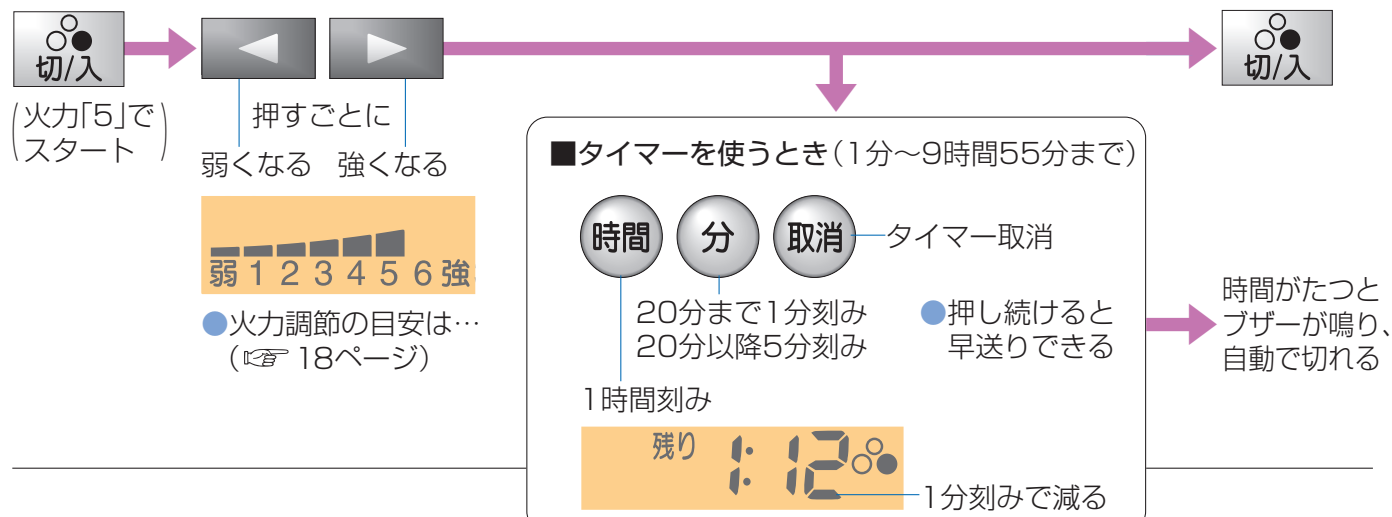 切/入
(火力「5」で
スタート)
押すごとに
弱くなる 強くなる
弱 1 2 3 4 5 6 強
●火力調節の目安は…
(☞ 18ページ)
■タイマーを使うとき(1分〜9時間55分まで)
時間 分 取消 タイマー取消
20分まで1分刻み
20分以降5分刻み
●押し続けると
早送りできる
1時間刻み
残り 1:12
1分刻みで減る
切/入
時間がたつと
ブザーが鳴り、
自動で切れる